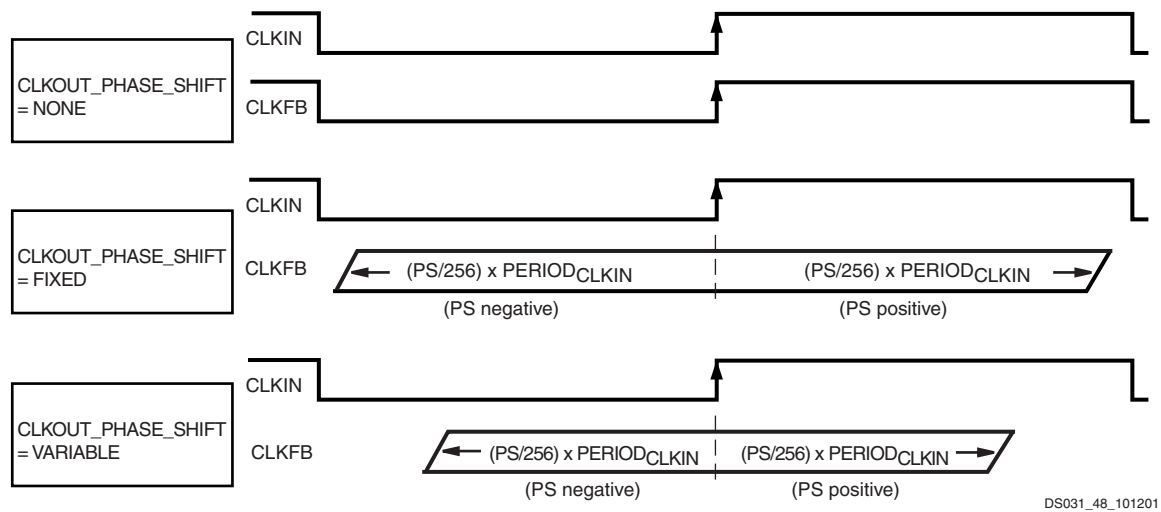 CLKIN
CLKOUT_PHASE_SHIFT
= NONE
CLKFB
CLKIN
CLKOUT_PHASE_SHIFT
= FIXED
CLKFB
(PS/256) x PERIODCLKIN
(PS/256) x PERIODCLKIN
(PS negative)
(PS positive)
CLKIN
CLKOUT_PHASE_SHIFT
= VARIABLE
CLKFB
(PS/256) x PERIODCLKIN
(PS/256) x PERIODCLKIN
(PS negative)
(PS positive)
DS031_48_101201